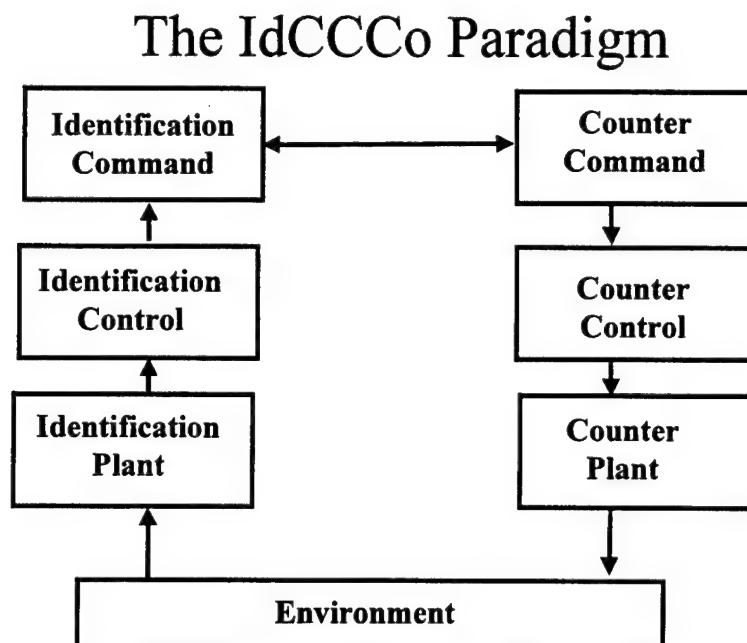 The IdCCCo Paradigm
Identification
Command
Counter
Command
Identification
Control
Counter
Control
Identification
Plant
Counter
Plant
Environment